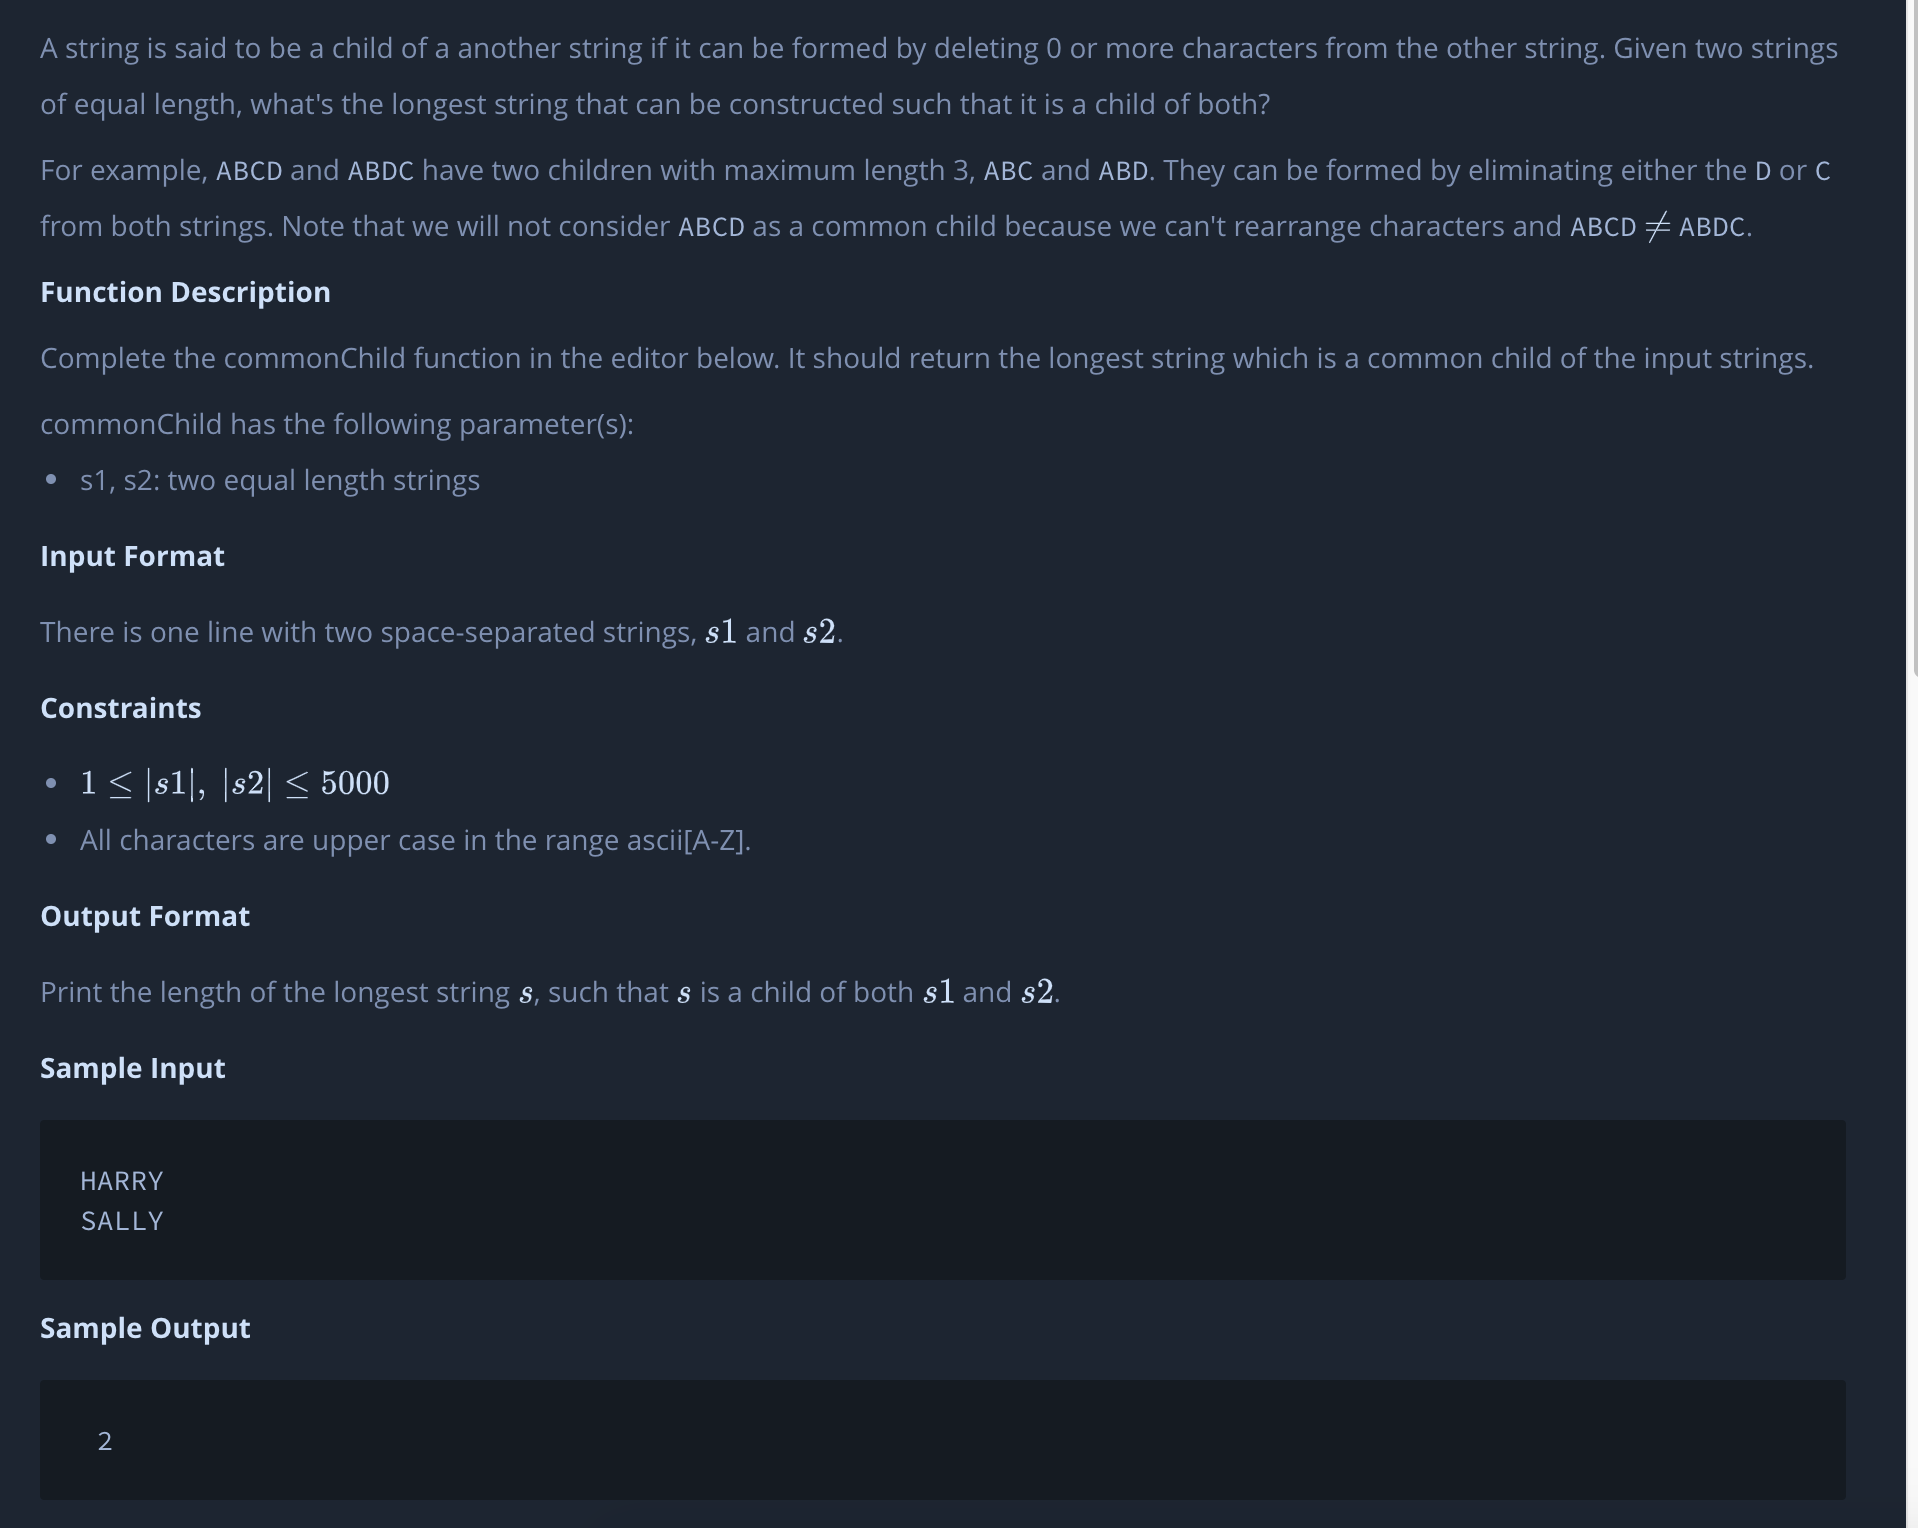 A string is said to be a child of a another string if it can be formed by deleting 0 or more characters from the other string. Given two strings
of equal length, what's the longest string that can be constructed such that it is a child of both?
For example, ABCD and ABDC have two children with maximum length 3, ABC and ABD. They can be formed by eliminating either the D or C
from both strings. Note that we will not consider ABCD as a common child because we can't rearrange characters and ABCD ≠ ABDC.
Function Description
Complete the commonChild function in the editor below. It should return the longest string which is a common child of the input strings.
commonChild has the following parameter(s):
• s1, s2: two equal length strings
Input Format
There is one line with two space-separated strings, s1 and s2.
Constraints
• 1 ≤ |s1|, |s2| ≤ 5000
• All characters are upper case in the range ascii[A-Z].
Output Format
Print the length of the longest string s, such that s is a child of both s1 and s2.
Sample Input
HARRY
SALLY
Sample Output
2